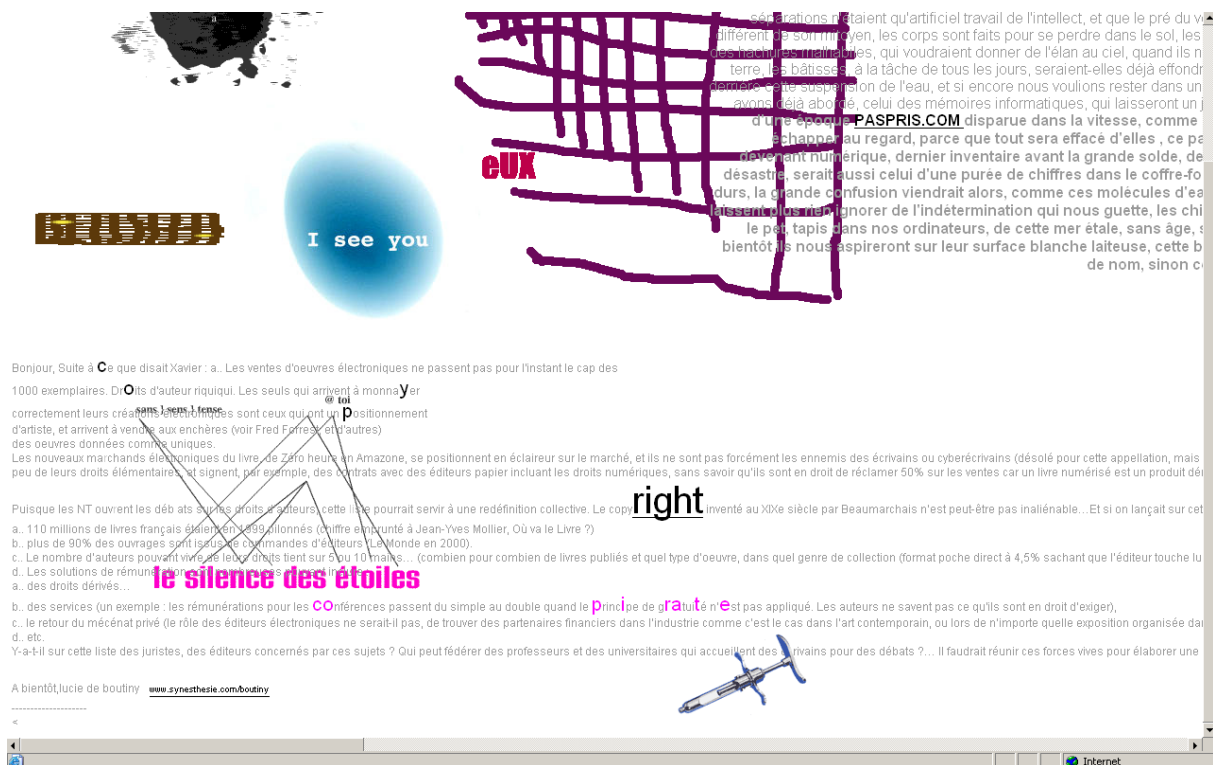 a
séparations n'étaient qu'
de l'intellect, et que le pré du v
différent de son mitoyen, les corps sont faits pour se perdre dans le sol, les
des hachures malhabiles, qui voudraient donner de l'élan au ciel,
terre, les bâtisses, à la tâche de tous les jours, seraient-elles déjà effondr
derrière cette suspension de l'eau, et si encore nous voulions rester dans un
avons déjà abordé, celui des mémoires informatiques, qui laisseront un
d'une époque PASPRIS.COM disparue dans la vitesse, comme
échapper au regard, parce que tout sera effacé d'elles , ce pa
devenant numérique, dernier inventaire avant la grande solde, de
désastre, serait aussi celui d'une purée de chiffres dans le coffre-fo
durs, la grande confusion viendrait alors, comme ces molécules d'ea
laissent plus rien ignorer de l'indétermination qui nous guette, les chi
le pet, tapis dans nos ordinateurs, de cette mer étale, sans âge, s
bientôt ils nous aspireront sur leur surface blanche laiteuse, cette b
de nom, sinon c
eUX
I see you
Bonjour, Suite à Ce que disait Xavier : a.. Les ventes d'oeuvres électroniques ne passent pas pour l'instant le cap des
1000 exemplaires. DrOits d'auteur riquiqui. Les seuls qui arrivent à monnayer
@ toi
sans } sens } tense
correctement leurs créations électroniques sont ceux qui ont un positionnement
d'artiste, et arrivent à vendre aux enchères (voir Fred Forrest, et d'autres)
des oeuvres données comme uniques.
Les nouveaux marchands électroniques du livre, de Zéro heure en Amazone, se positionnent en éclaireur sur le marché, et ils ne sont pas forcément les ennemis des écrivains ou cyberécrivains (désolé pour cette appellation, mais
peu de leurs droits élémentaires, et signent, par exemple, des contrats avec des éditeurs papier incluant les droits numériques, sans savoir qu'ils sont en droit de réclamer 50% sur les ventes car un livre numérisé est un produit dér
Puisque les NT ouvrent les débats sur les droits d'auteurs, cette liste pourrait servir à une redéfinition collective. Le copyright inventé au XIXe siècle par Beaumarchais n'est peut-être pas inaliénable…Et si on lançait sur cet
a.. 110 millions de livres français étaient en 1999 pilonnés (chiffre emprunté à Jean-Yves Mollier, Où va le Livre ?)
b.. plus de 90% des ouvrages sont issus de commandes d'éditeurs (Le Monde en 2000).
c.. Le nombre d'auteurs pouvant vivre de leurs droits tient sur 5 ou 10 mains… (combien pour combien de livres publiés et quel type d'oeuvre, dans quel genre de collection format poche direct à 4,5% sachant que l'éditeur touche lu
d.. Les solutions de rémunération
le silence des étoiles
a.. des droits dérivés…
b.. des services (un exemple : les rémunérations pour les conférences passent du simple au double quand le principe de gratuité n'est pas appliqué. Les auteurs ne savent pas ce qu'ils sont en droit d'exiger),
c.. le retour du mécénat privé (le rôle des éditeurs électroniques ne serait-il pas, de trouver des partenaires financiers dans l'industrie comme c'est le cas dans l'art contemporain, ou lors de n'importe quelle exposition organisée da
d.. etc.
Y-a-t-il sur cette liste des juristes, des éditeurs concernés par ces sujets ? Qui peut fédérer des professeurs et des universitaires qui accueillent des écrivains pour des débats ?… Il faudrait réunir ces forces vives pour élaborer une
A bientôt,lucie de boutiny www.synesthesie.com/boutiny
--------------------
<
Internet